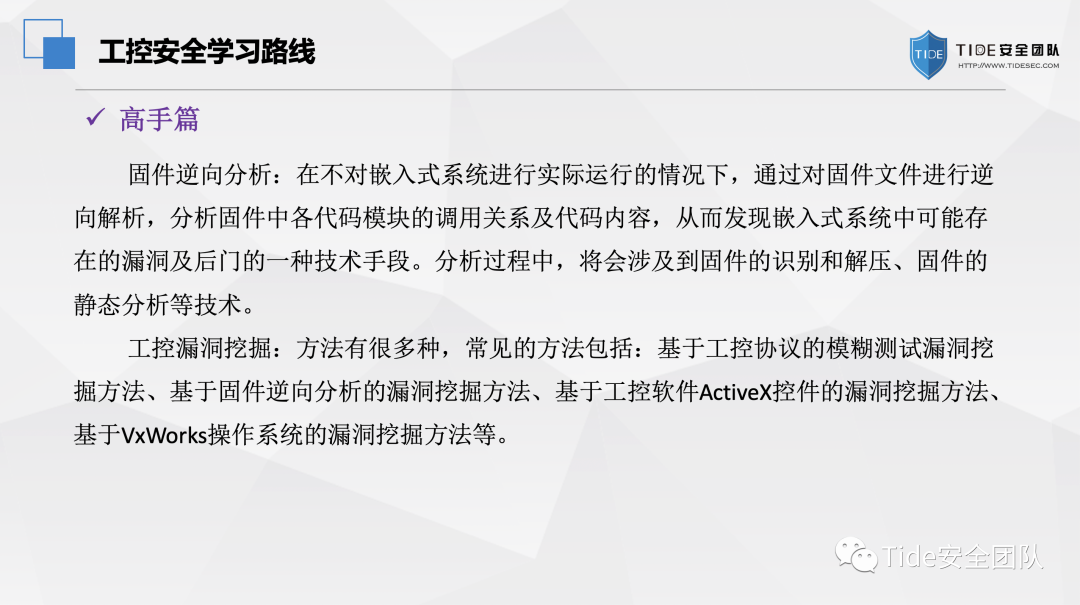 工控安全学习路线
TIDE安全团队
HTTP://WWW.TIDESEC.COM
TIDE
✓ 高手篇
固件逆向分析：在不对嵌入式系统进行实际运行的情况下，通过对固件文件进行逆
向解析，分析固件中各代码模块的调用关系及代码内容，从而发现嵌入式系统中可能存
在的漏洞及后门的一种技术手段。分析过程中，将会涉及到固件的识别和解压、固件的
静态分析等技术。
工控漏洞挖掘：方法有很多种，常见的方法包括：基于工控协议的模糊测试漏洞挖
掘方法、基于固件逆向分析的漏洞挖掘方法、基于工控软件ActiveX控件的漏洞挖掘方法、
基于VxWorks操作系统的漏洞挖掘方法等。
Tide安全团队